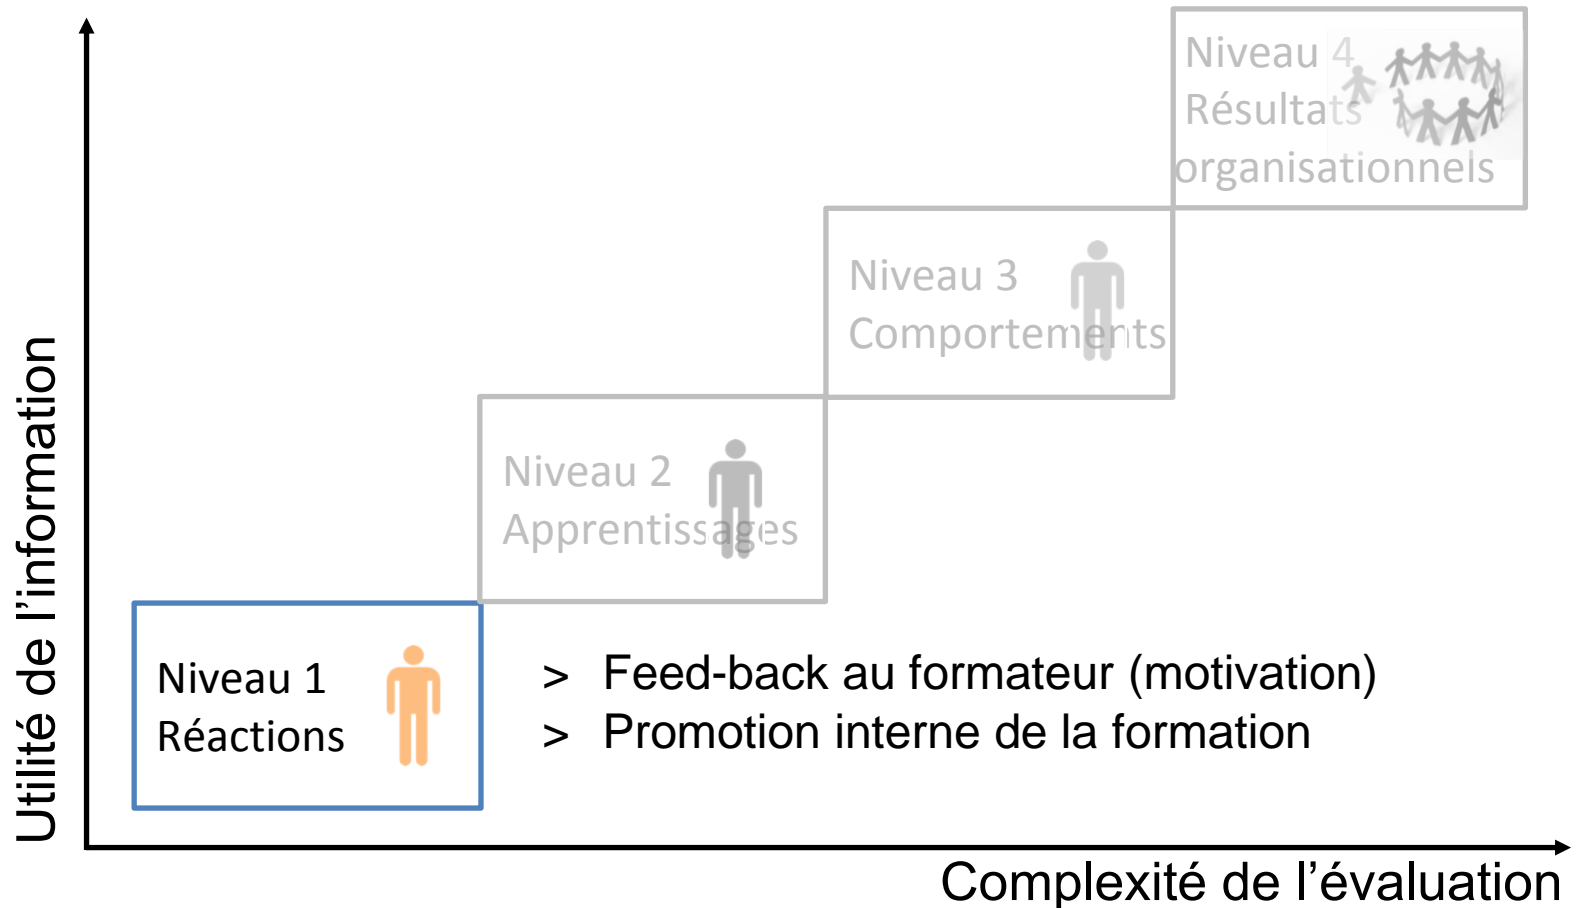 Niveau 4
Résultats
organisationnels
Niveau 3
Comportements
Niveau 2
Apprentissages
Niveau 1
Réactions
> Feed-back au formateur (motivation)
> Promotion interne de la formation
Utilité de l’information
Complexité de l’évaluation